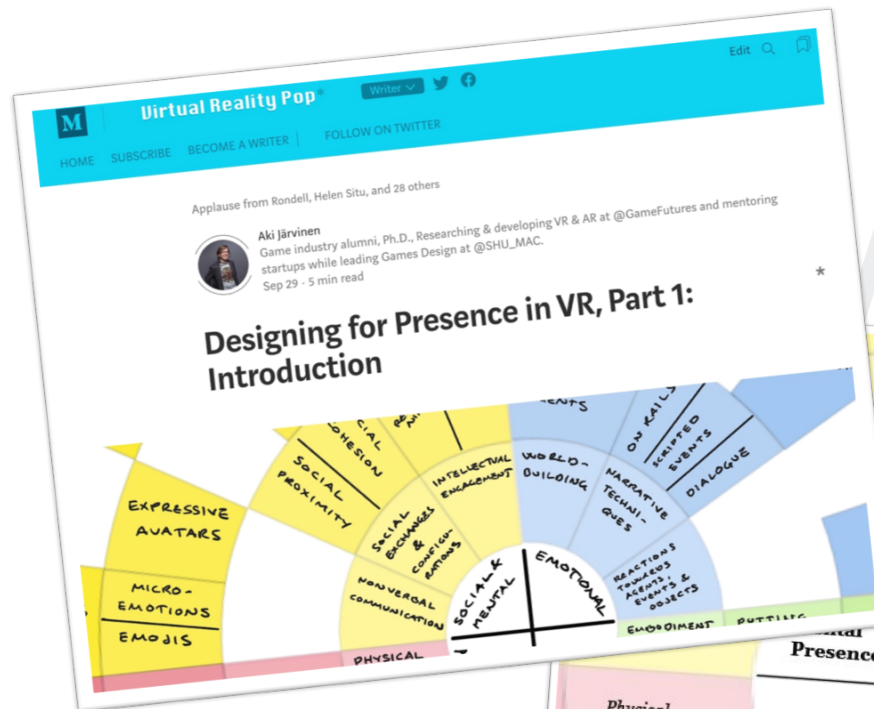 M
Virtual Reality Pop*
Writer
Edit
HOME SUBSCRIBE BECOME A WRITER FOLLOW ON TWITTER
Applause from Rondell, Helen Situ, and 28 others
Aki Järvinen
Game industry alumni, Ph.D., Researching & developing VR & AR at @GameFutures and mentoring
startups while leading Games Design at @SHU_MAC.
Sep 29 · 5 min read
*
Designing for Presence in VR, Part 1:
Introduction
EXPRESSIVE
AVATARS
MICRO-
EMOTIONS
EMOJIS
SOCIAL
PROXIMITY
SOCIAL
EXCHANGES
&
CONFIGU-
RATIONS
NONVERBAL
COMMUNICATION
PHYSICAL
INTELLECTUAL
ENGAGEMENT
SOCIAL &
MENTAL
EMOTIONAL
WORLD-
BUILDING
NARRATIVE
TECHNI-
QUES
ON RAILS
SCRIPTED
EVENTS
DIALOGUE
REACTIONS
TOWARDS
AGENTS,
EVENTS &
OBJECTS
EMBODIMENT
Presence
Physical